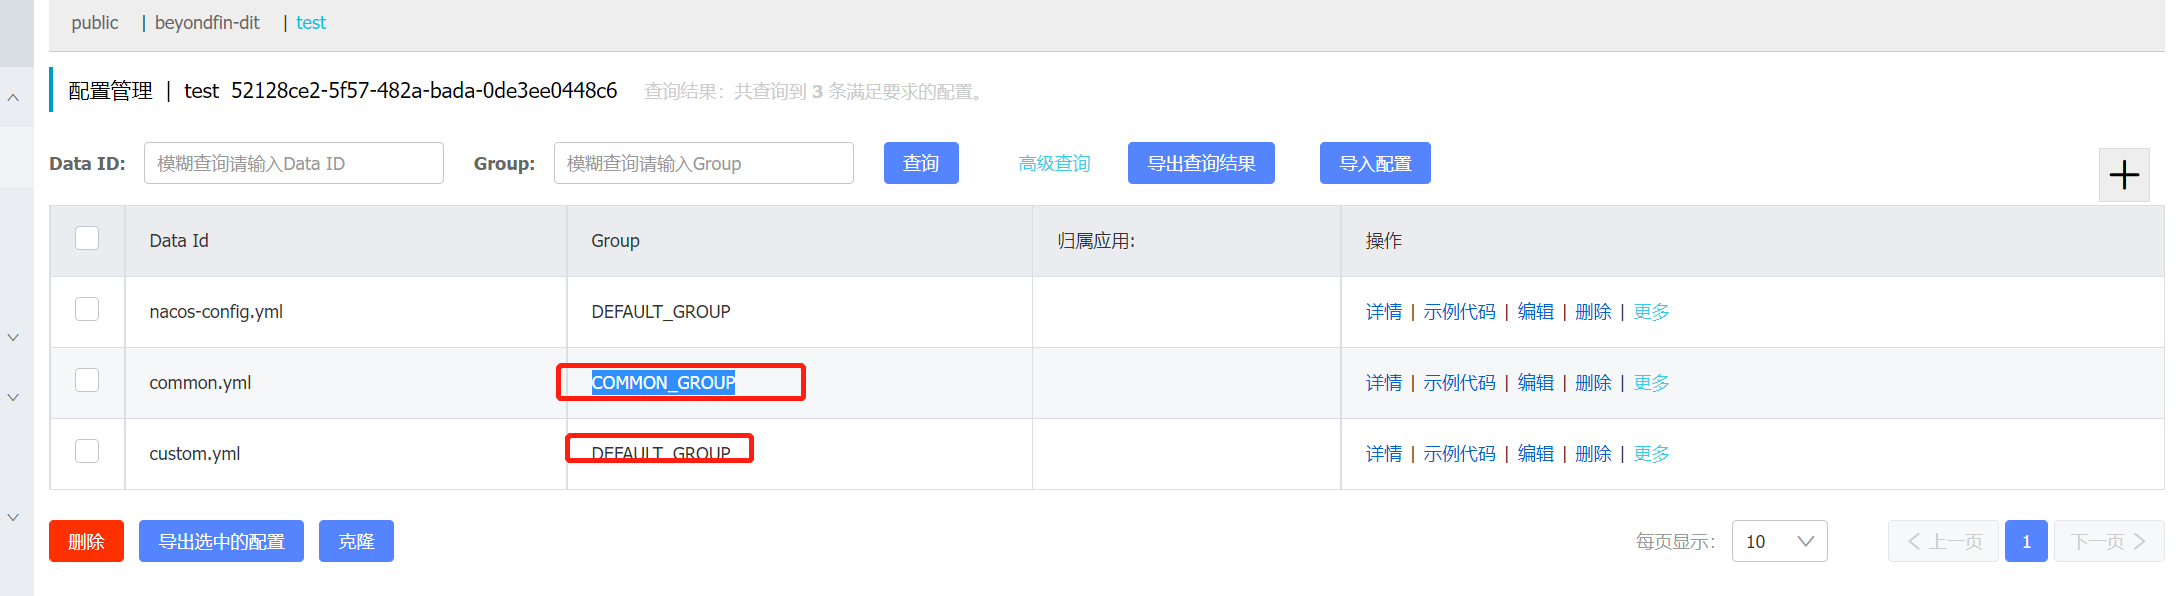 public | beyondfin-dit | test
配置管理 | test 52128ce2-5f57-482a-bada-0de3ee0448c6 查询结果：共查询到 3 条满足要求的配置。
Data ID: 模糊查询请输入Data ID Group: 模糊查询请输入Group 查询 高级查询 导出查询结果 导入配置
Data Id Group 归属应用: 操作
nacos-config.yml DEFAULT_GROUP 详情 | 示例代码 | 编辑 | 删除 | 更多
common.yml COMMON_GROUP 详情 | 示例代码 | 编辑 | 删除 | 更多
custom.yml DEFAULT_GROUP 详情 | 示例代码 | 编辑 | 删除 | 更多
删除 导出选中的配置 克隆 每页显示： 10 上一页 1 下一页